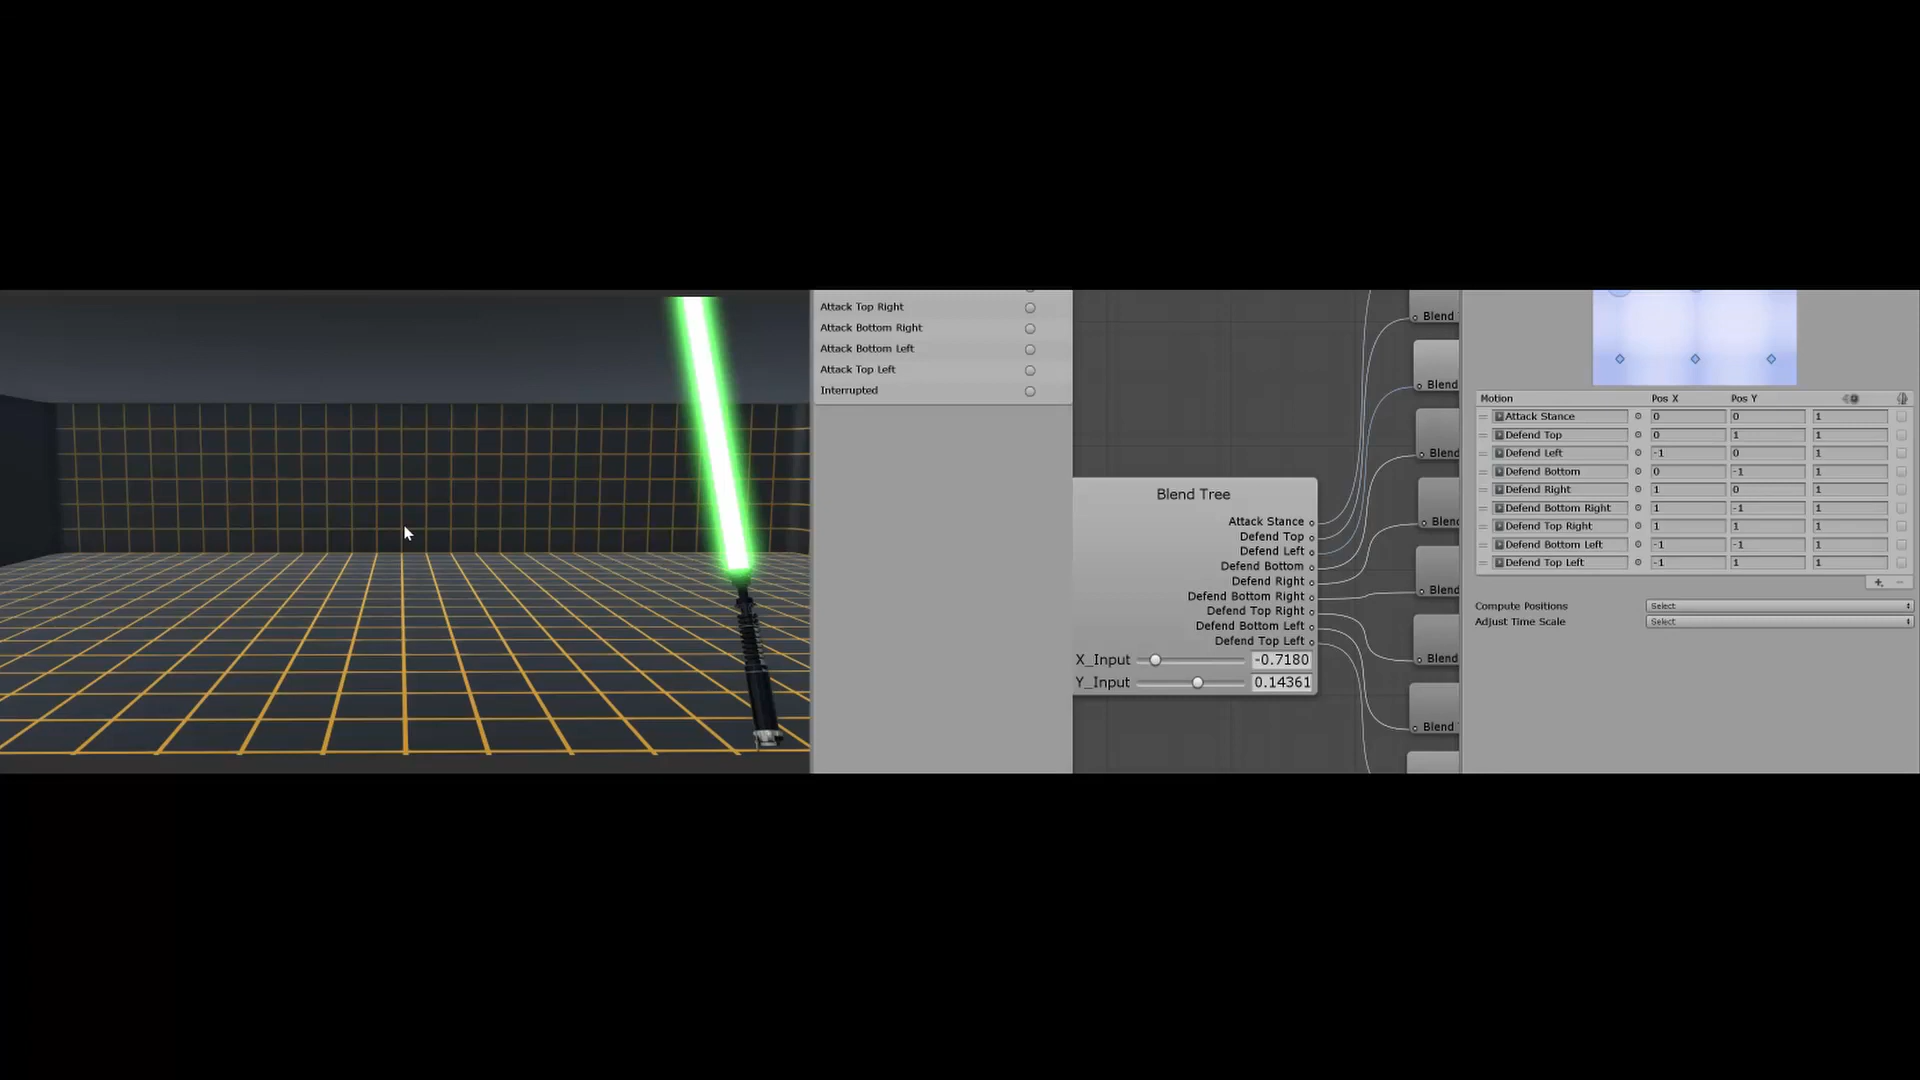 Attack Top Right
Attack Bottom Right
Attack Bottom Left
Attack Top Left
Interrupted
Blend Tree
Attack Stance
Defend Top
Defend Left
Defend Bottom
Defend Right
Defend Bottom Right
Defend Top Right
Defend Bottom Left
Defend Top Left
X_Input -0.7180
Y_Input 0.14361
Blend
Blend
Blend
Blend
Blend
Blend
Blend
Motion Pos X Pos Y
Attack Stance 0 0 1
Defend Top 0 1 1
Defend Left -1 0 1
Defend Bottom 0 -1 1
Defend Right 1 0 1
Defend Bottom Right 1 -1 1
Defend Top Right 1 1 1
Defend Bottom Left -1 -1 1
Defend Top Left -1 1 1
Compute Positions Select
Adjust Time Scale Select